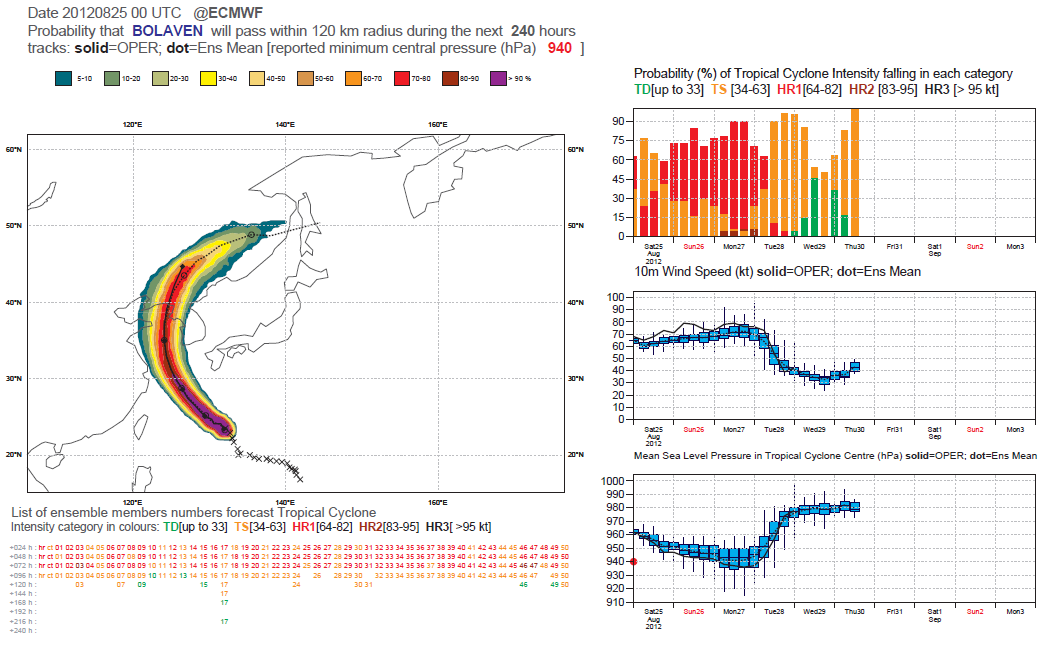 Date 20120825 00 UTC @ECMWF
Probability that BOLAVEN will pass within 120 km radius during the next 240 hours
tracks: solid=OPER; dot=Ens Mean [reported minimum central pressure (hPa) 940 ]
5-10 10-20 20-30 30-40 40-50 50-60 60-70 70-80 80-90 > 90 %
120°E 140°E 160°E
60°N 60°N
50°N 50°N
40°N 40°N
30°N 30°N
20°N 20°N
120°E 140°E 160°E
List of ensemble members numbers forecast Tropical Cyclone
Intensity category in colours: TD[up to 33] TS[34-63] HR1[64-82] HR2[83-95] HR3[ >95 kt]
+024 h : hr ct 01 02 03 04 05 06 07 08 09 10 11 12 13 14 15 16 17 18 19 20 21 22 23 24 25 26 27 28 29 30 31 32 33 34 35 36 37 38 39 40 41 42 43 44 45 46 47 48 49 50
+048 h : hr ct 01 02 03 04 05 06 07 08 09 10 11 12 13 14 15 16 17 18 19 20 21 22 23 24 25 26 27 28 29 30 31 32 33 34 35 36 37 38 39 40 41 42 43 44 45 46 47 48 49 50
+072 h : hr ct 01 02 03 04 05 06 07 08 09 10 11 12 13 14 15 16 17 18 19 20 21 22 23 24 25 26 27 28 29 30 31 32 33 34 35 36 37 38 39 40 41 42 43 44 45 46 47 48 49 50
+096 h : hr ct 01 02 03 04 05 06 07 08 09 10 11 12 13 14 15 16 17 18 19 20 21 22 23 24 26 28 29 30 32 33 34 35 36 37 38 39 40 41 42 43 44 45 46 47 49 50
+120 h : 03 07 09 15 17 24 30 31 46 49 50
+144 h : 17
+168 h : 17
+192 h :
+216 h : 17
+240 h :
Probability (%) of Tropical Cyclone Intensity falling in each category
TD[up to 33] TS [34-63] HR1[64-82] HR2 [83-95] HR3 [> 95 kt]
90
75
60
45
30
15
0
Sat25 Sun26 Mon27 Tue28 Wed29 Thu30 Fri31 Sat1 Sun2 Mon3
Aug Sep
2012
10m Wind Speed (kt) solid=OPER; dot=Ens Mean
100
90
80
70
60
50
40
30
20
10
0
Sat25 Sun26 Mon27 Tue28 Wed29 Thu30 Fri31 Sat1 Sun2 Mon3
Aug Sep
2012
Mean Sea Level Pressure in Tropical Cyclone Centre (hPa) solid=OPER; dot=Ens Mean
1000
990
980
970
960
950
940
930
920
910
Sat25 Sun26 Mon27 Tue28 Wed29 Thu30 Fri31 Sat1 Sun2 Mon3
Aug Sep
2012